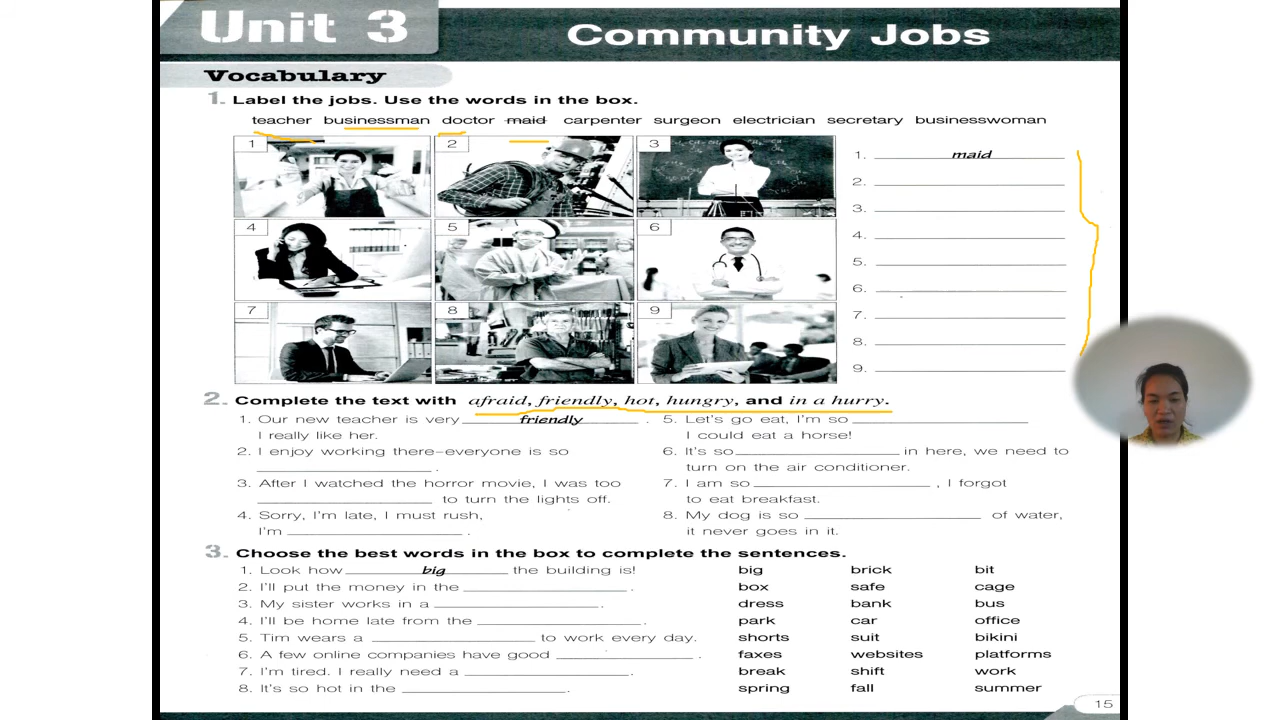 Unit 3
Community Jobs
Vocabulary
1. Label the jobs. Use the words in the box.
teacher businessman doctor maid carpenter surgeon electrician secretary businesswoman
1
2
3
4
5
6
7
8
9
1. maid
2.
3.
4.
5.
6.
7.
8.
9.
2. Complete the text with afraid, friendly, hot, hungry, and in a hurry.
1. Our new teacher is very friendly .
I really like her.
2. I enjoy working there–everyone is so
.
3. After I watched the horror movie, I was too
to turn the lights off.
4. Sorry, I'm late, I must rush,
I'm .
5. Let's go eat, I'm so
I could eat a horse!
6. It's so in here, we need to
turn on the air conditioner.
7. I am so , I forgot
to eat breakfast.
8. My dog is so of water,
it never goes in it.
3. Choose the best words in the box to complete the sentences.
1. Look how big the building is! big brick bit
2. I'll put the money in the . box safe cage
3. My sister works in a . dress bank bus
4. I'll be home late from the . park car office
5. Tim wears a to work every day. shorts suit bikini
6. A few online companies have good . faxes websites platforms
7. I'm tired. I really need a . break shift work
8. It's so hot in the . spring fall summer
15